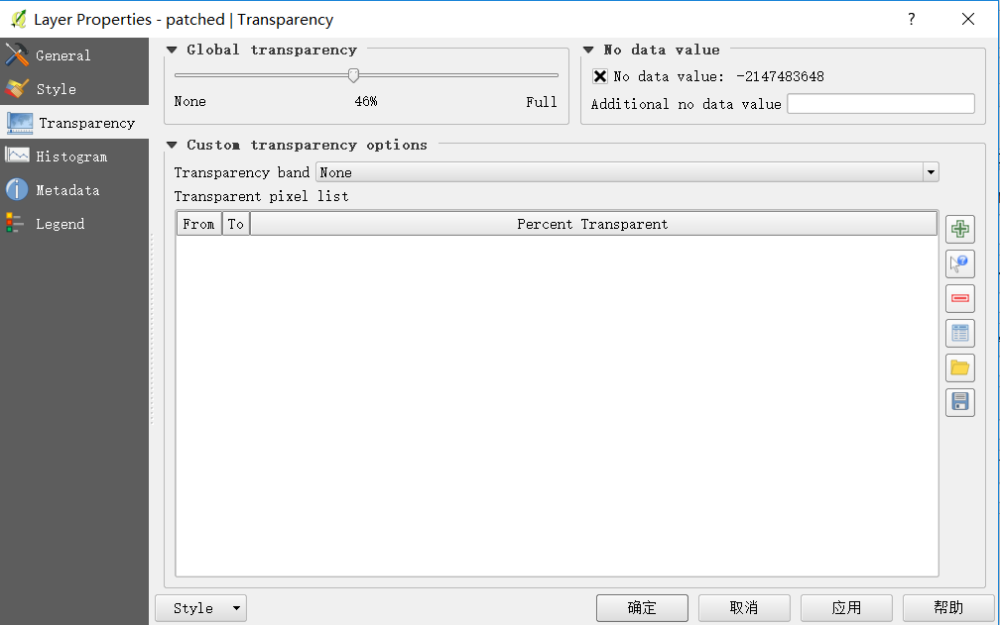 Layer Properties - patched | Transparency
?
General
Style
Transparency
Histogram
Metadata
Legend
Global transparency
None 46% Full
No data value
No data value: -2147483648
Additional no data value
Custom transparency options
Transparency band None
Transparent pixel list
From To Percent Transparent
Style 确定 取消 应用 帮助